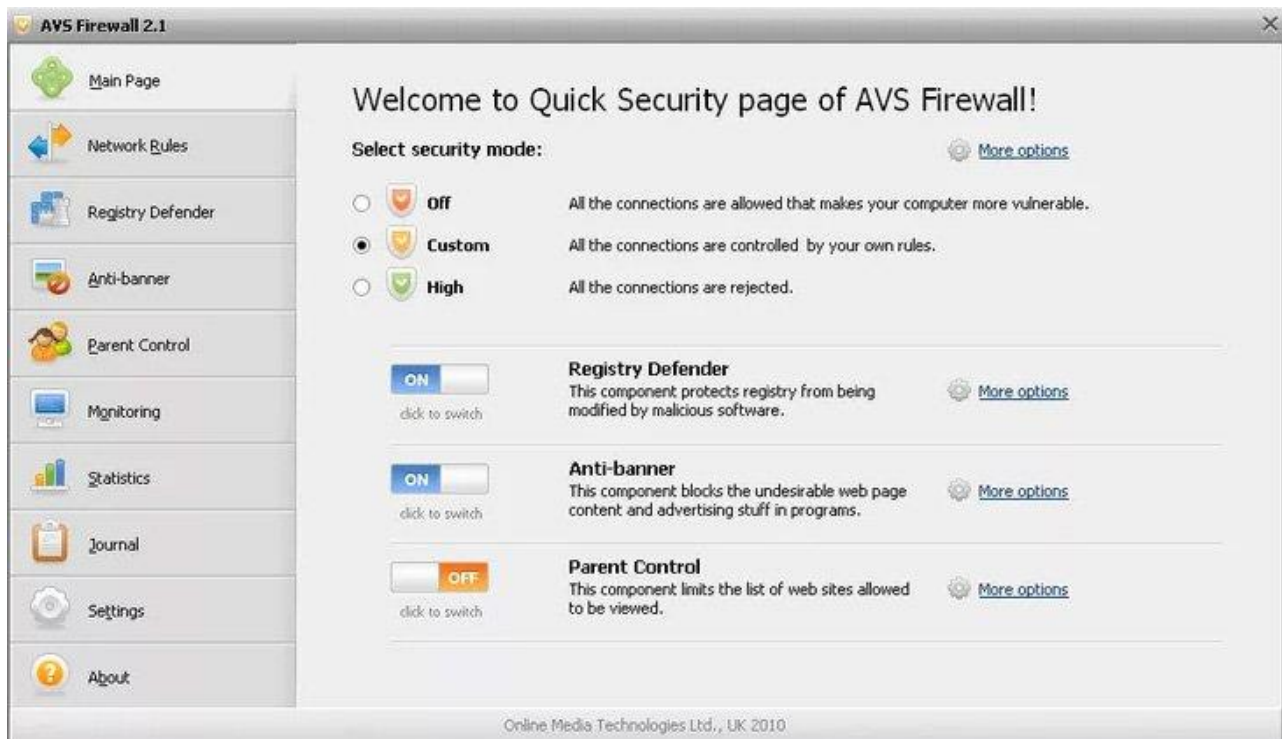 AVS Firewall 2.1
Main Page
Network Rules
Registry Defender
Anti-banner
Parent Control
Monitoring
Statistics
Journal
Settings
About
Welcome to Quick Security page of AVS Firewall!
Select security mode:
More options
Off
All the connections are allowed that makes your computer more vulnerable.
Custom
All the connections are controlled by your own rules.
High
All the connections are rejected.
ON
click to switch
Registry Defender
This component protects registry from being
modified by malicious software.
More options
ON
click to switch
Anti-banner
This component blocks the undesirable web page
content and advertising stuff in programs.
More options
OFF
click to switch
Parent Control
This component limits the list of web sites allowed
to be viewed.
More options
Online Media Technologies Ltd., UK 2010